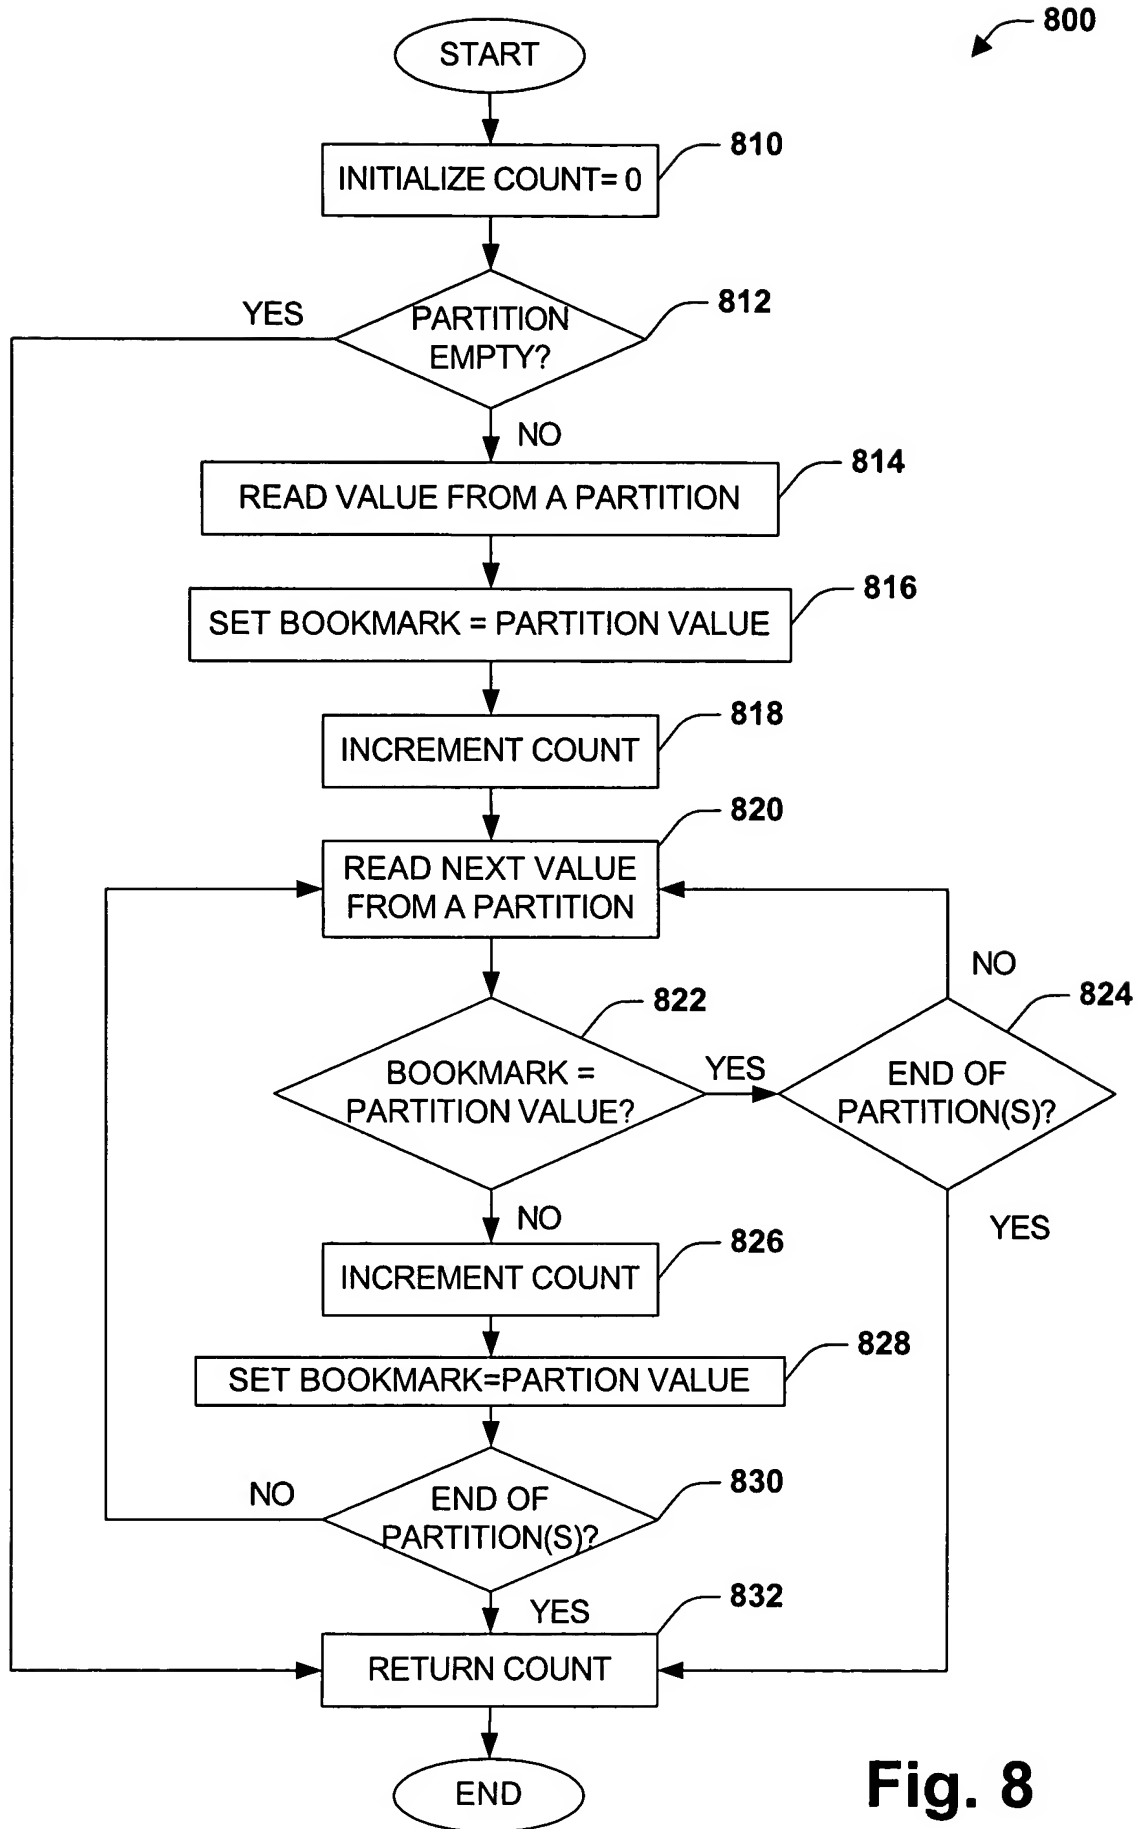 800
START
810
INITIALIZE COUNT= 0
812
YES
PARTITION
EMPTY?
NO
814
READ VALUE FROM A PARTITION
816
SET BOOKMARK = PARTITION VALUE
818
INCREMENT COUNT
820
READ NEXT VALUE
FROM A PARTITION
NO
822
824
BOOKMARK =
PARTITION VALUE?
YES
END OF
PARTITION(S)?
NO
YES
826
INCREMENT COUNT
828
SET BOOKMARK=PARTION VALUE
830
NO
END OF
PARTITION(S)?
832
YES
RETURN COUNT
END
Fig. 8